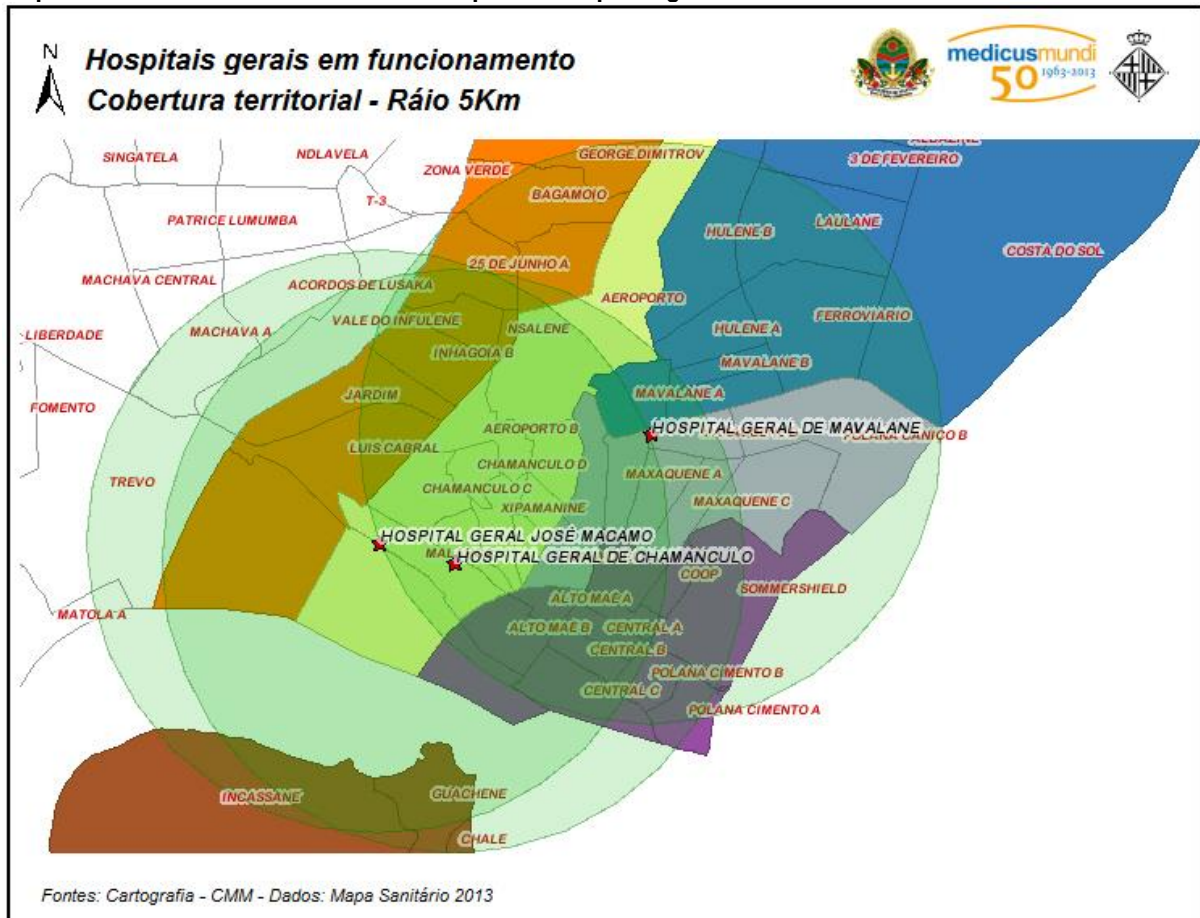 N
Hospitais gerais em funcionamento
Cobertura territorial - Ráio 5Km
medicusmundi
50 1963-2013
SINGATELA
NDLAVELA
ZONA VERDE
GEORGE DIMITROV
3 DE FEVEREIRO
T-3
BAGAMOIO
PATRICE LUMUMBA
HULENE B
LAULANE
COSTA DO SOL
MACHAVA CENTRAL
ACORDOS DE LUSAKA
25 DE JUNHO A
AEROPORTO
LIBERDADE
MACHAVA A
VALE DO INFULENE
NSALENE
HULENE A
FERROVIÁRIO
INHAGOIA B
MAVALANE B
FOMENTO
JARDIM
MAVALANE A
LUIS CABRAL
AEROPORTO B
HOSPITAL GERAL DE MAVALANE
POLANA CANIÇO B
TREVO
CHAMANCULO D
MAXAQUENE A
CHAMANCULO C
XIPAMANINE
MAXAQUENE C
HOSPITAL GERAL JOSÉ MACAMO
HOSPITAL GERAL DE CHAMANCULO
COOP
SOMMERSHIELD
MATOLA A
ALTO MAÉ A
ALTO MAÉ B
CENTRAL A
CENTRAL B
POLANA CIMENTO B
CENTRAL C
POLANA CIMENTO A
INCASSANE
GUACHENE
CHALE
Fontes: Cartografia - CMM - Dados: Mapa Sanitário 2013